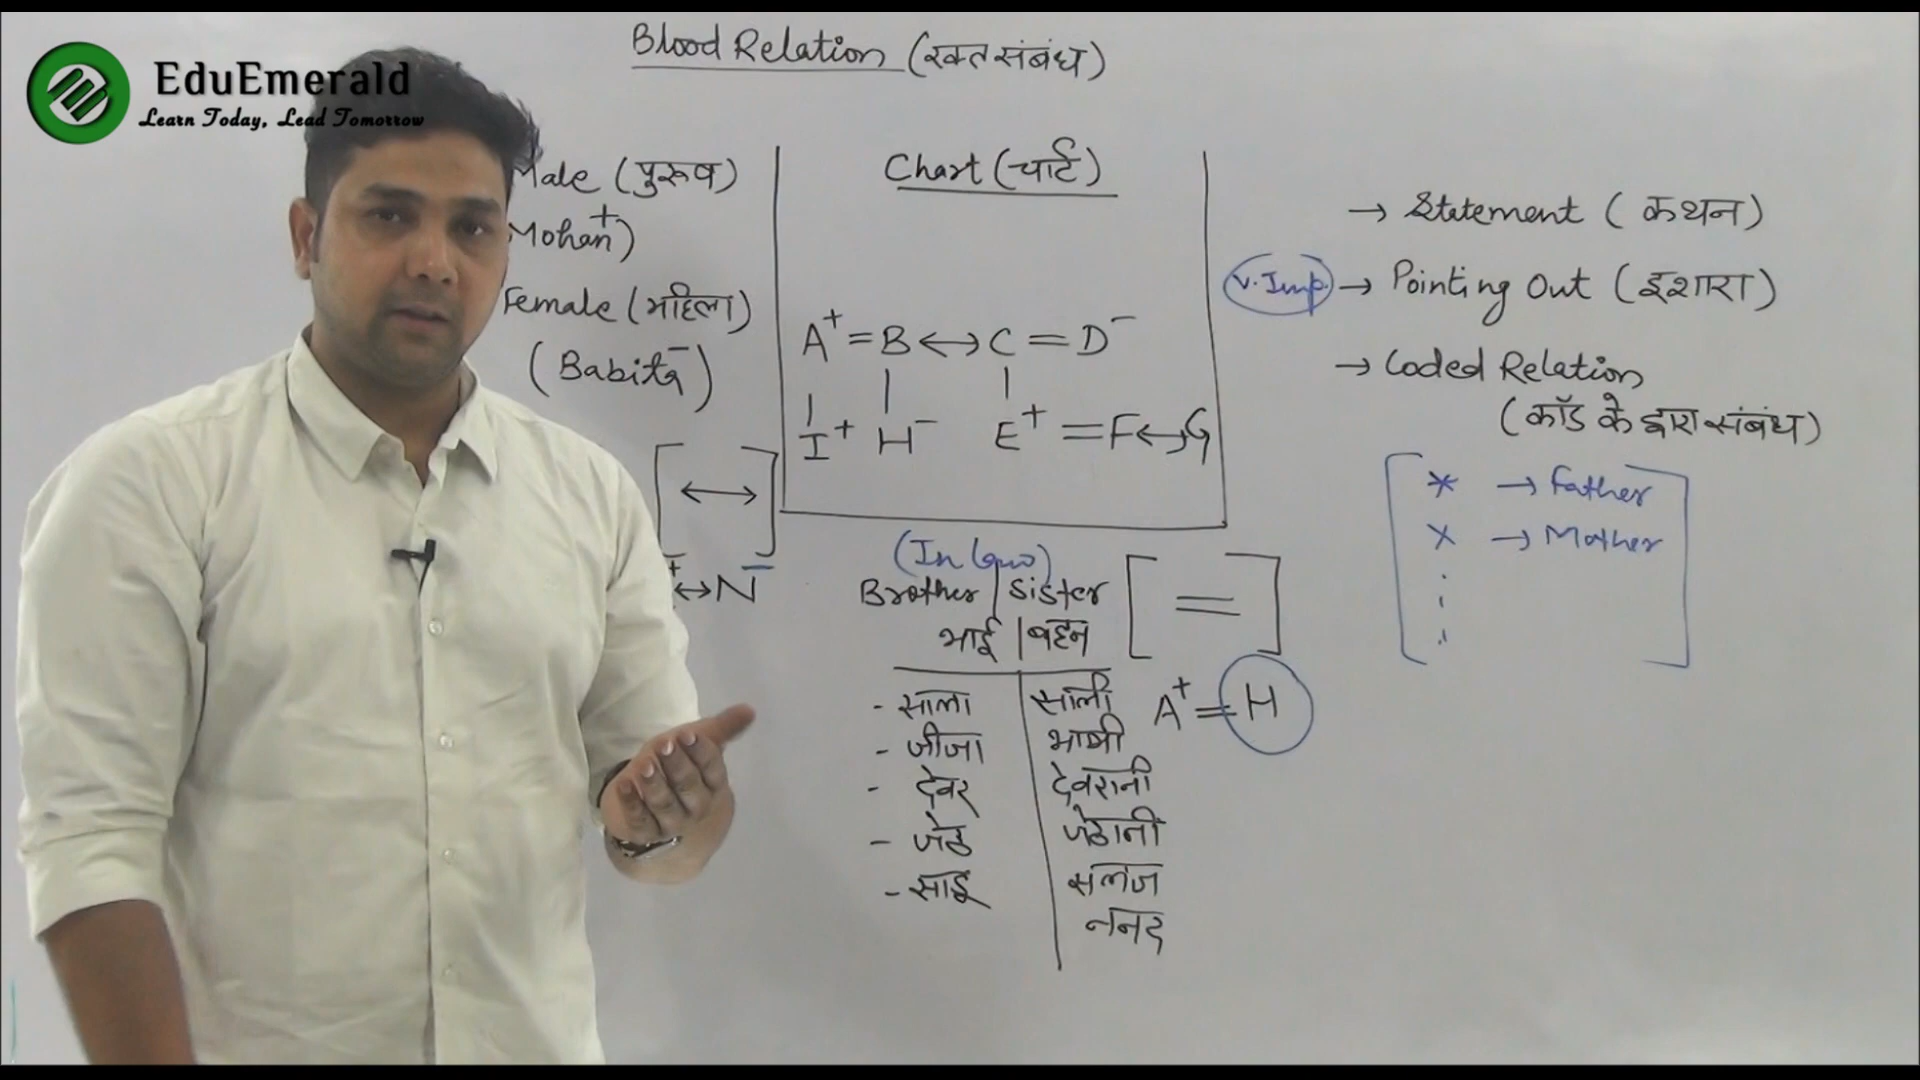 EduEmerald
Learn Today, Lead Tomorrow
Blood Relation (रक्त संबंध)
Male (पुरूष)
Mohan +)
Female (महिला)
(Babita -)
[↔]
+ ↔ N -
Chart (चार्ट)
A+ = B ↔ C = D-
I+ H- E+ = F ↔ G
(In law)
Brother | Sister
भाई | बहन
- साला साली
- जीजा भाभी
- देवर देवरानी
- जेठ जेठानी
- साढू सलज
ननद
[=]
A+ = H
→ Statement (कथन)
V. Imp. → Pointing Out (इशारा)
→ Coded Relation
(कॉड के द्वारा संबंध)
* → Father
× → Mother